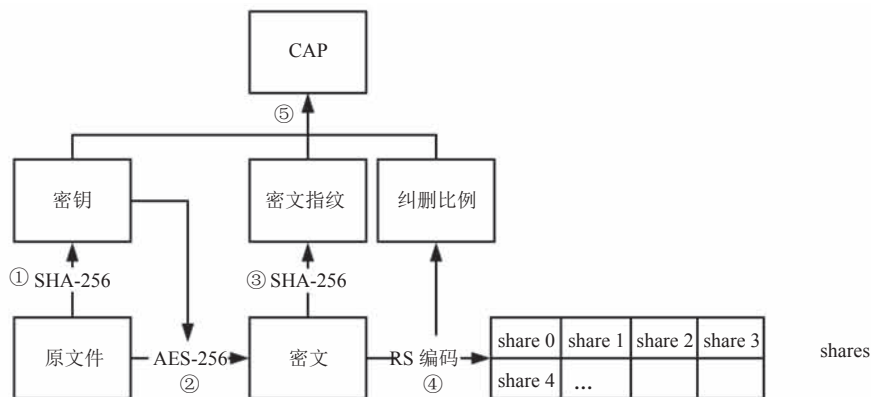 CAP
⑤
密钥
密文指纹
纠删比例
① SHA-256
③ SHA-256
原文件
AES-256
②
密文
RS 编码
④
share 0
share 1
share 2
share 3
share 4
...
shares